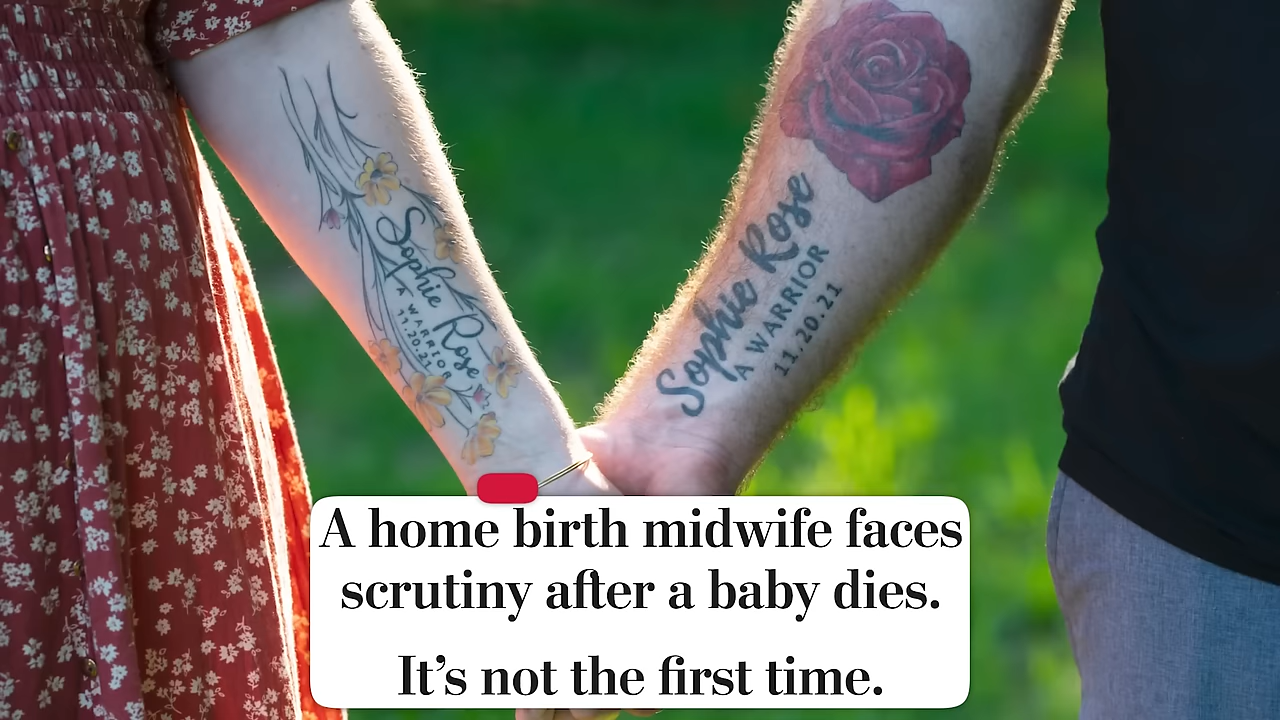 Sophie Rose
A WARRIOR
11.20.21
Sophie Rose
A WARRIOR
11.20.21
A home birth midwife faces
scrutiny after a baby dies.
It’s not the first time.